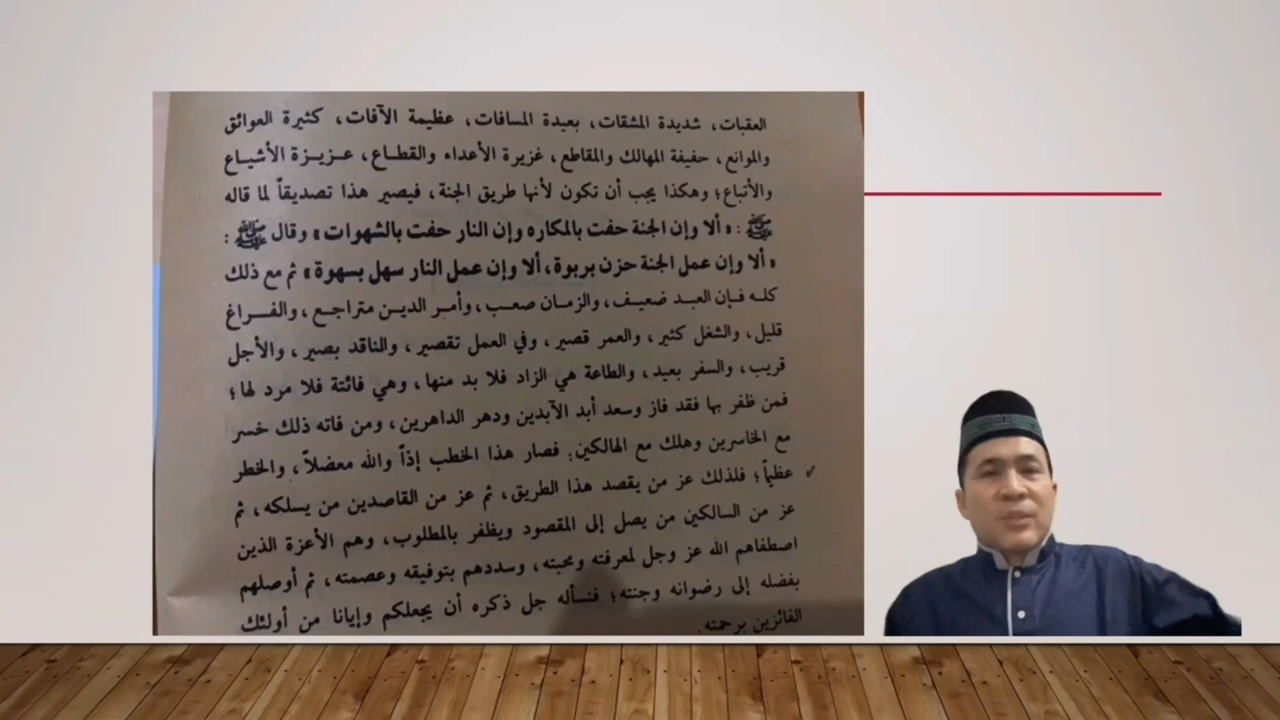 العقبات، شديدة المشقات، بعيدة المسافات، عظيمة الآفات، كثيرة العوائق
والموانع، حفيفة المهالك والمقاطع، غزيرة الأعداء والقطاع، عزيزة الأشياع
والأتباع؛ وهكذا يجب أن تكون لأنها طريق الجنة، فيصير هذا تصديقاً لما قاله
ﷺ: «ألا وإن الجنة حفت بالمكاره وإن النار حفت بالشهوات» وقال ﷺ:
«ألا وإن عمل الجنة حزن بربوة، ألا وإن عمل النار سهل بسهوة» ثم مع ذلك
كله فإن العبد ضعيف، والزمان صعب، وأمر الدين متراجع، والفراغ
قليل، والشغل كثير، والعمر قصير، وفي العمل تقصير، والناقد بصير، والأجل
قريب، والسفر بعيد، والطاعة هي الزاد فلا بد منها، وهي فائتة فلا مرد لها؛
فمن ظفر بها فقد فاز وسعد أبد الآبدين ودهر الداهرين، ومن فاته ذلك خسر
مع الخاسرين وهلك مع الهالكين. فصار هذا الخطب إذاً والله معضلاً، والخطر
عظيماً؛ فلذلك عز من يقصد هذا الطريق، ثم عز من القاصدين من يسلكه، ثم
عز من السالكين من يصل إلى المقصود ويظفر بالمطلوب، وهم الأعزة الذين
اصطفاهم الله عز وجل لمعرفته ومحبته، وسددهم بتوفيقه وعصمته، ثم أوصلهم
بفضله إلى رضوانه وجنته؛ فنسأله جل ذكره أن يجعلكم وإيانا من أولئك
الفائزين برحمته.